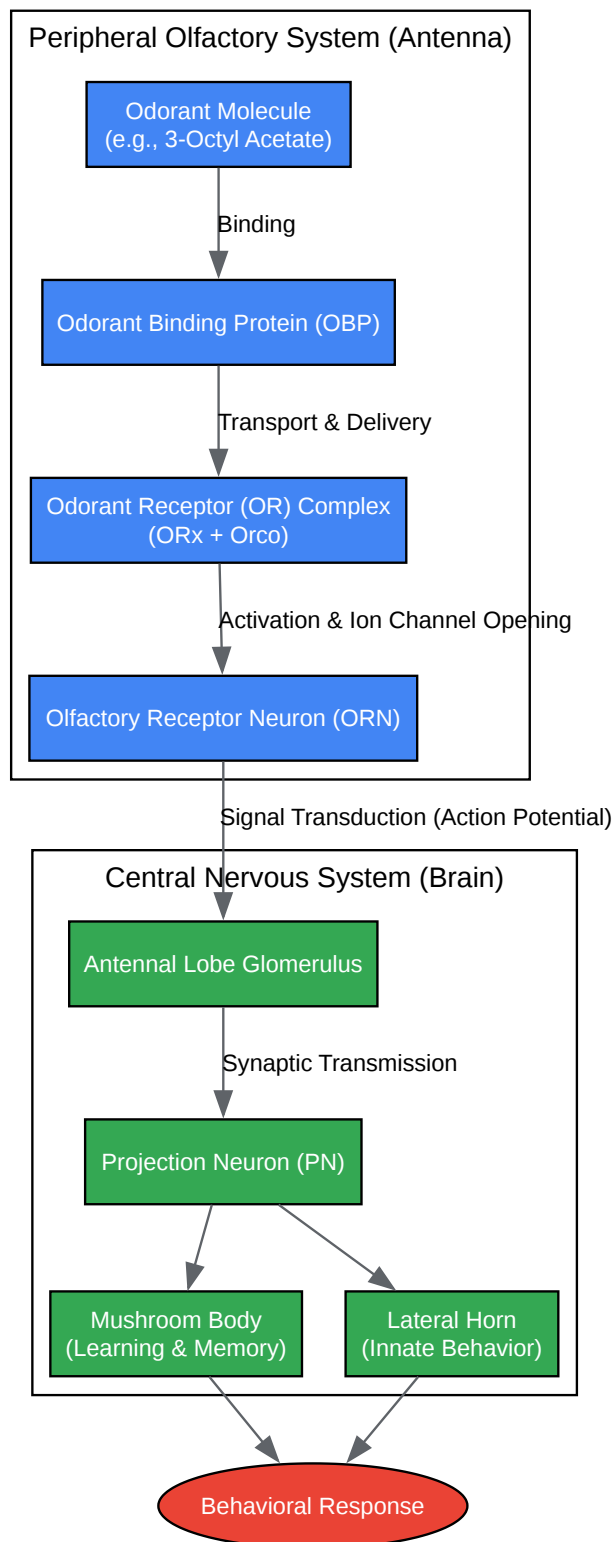 Peripheral Olfactory System (Antenna)
Odorant Molecule
(e.g., 3-Octyl Acetate)
Binding
Odorant Binding Protein (OBP)
Transport & Delivery
Odorant Receptor (OR) Complex
(ORx + Orco)
Activation & Ion Channel Opening
Olfactory Receptor Neuron (ORN)
Signal Transduction (Action Potential)
Central Nervous System (Brain)
Antennal Lobe Glomerulus
Synaptic Transmission
Projection Neuron (PN)
Mushroom Body
(Learning & Memory)
Lateral Horn
(Innate Behavior)
Behavioral Response